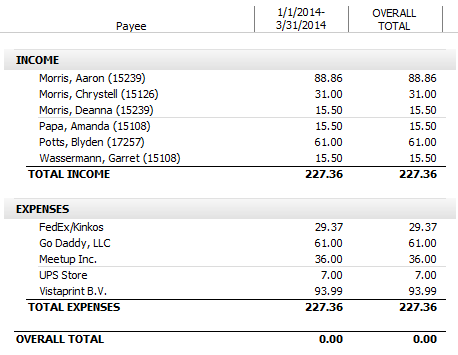 Payee 1/1/2014- 3/31/2014 OVERALL TOTAL
INCOME
Morris, Aaron (15239) 88.86 88.86
Morris, Chrystell (15126) 31.00 31.00
Morris, Deanna (15239) 15.50 15.50
Papa, Amanda (15108) 15.50 15.50
Potts, Blyden (17257) 61.00 61.00
Wassermann, Garret (15108) 15.50 15.50
TOTAL INCOME 227.36 227.36
EXPENSES
FedEx/Kinkos 29.37 29.37
Go Daddy, LLC 61.00 61.00
Meetup Inc. 36.00 36.00
UPS Store 7.00 7.00
Vistaprint B.V. 93.99 93.99
TOTAL EXPENSES 227.36 227.36
OVERALL TOTAL 0.00 0.00